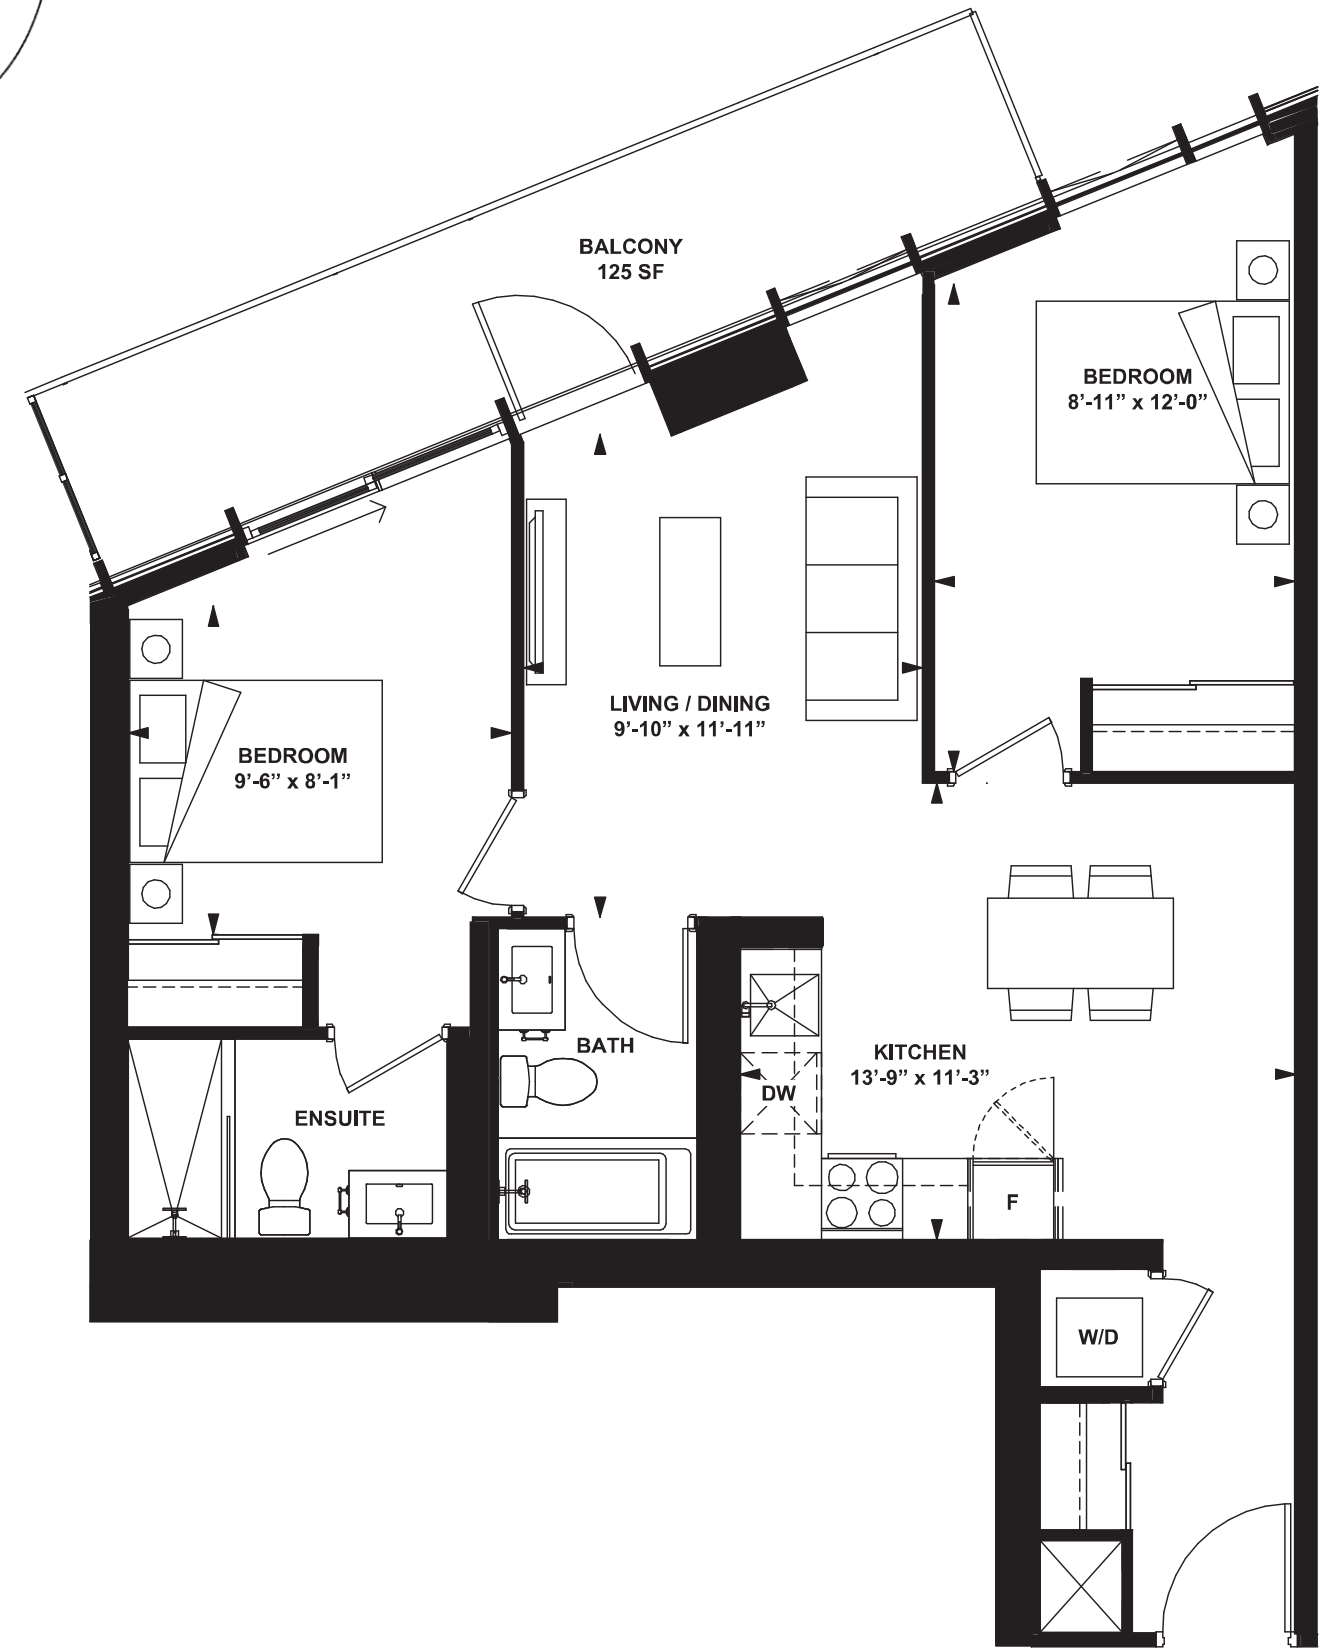 BALCONY
125 SF
BEDROOM
8'-11" x 12'-0"
LIVING / DINING
9'-10" x 11'-11"
BEDROOM
9'-6" x 8'-1"
BATH
KITCHEN
13'-9" x 11'-3"
DW
ENSUITE
F
W/D